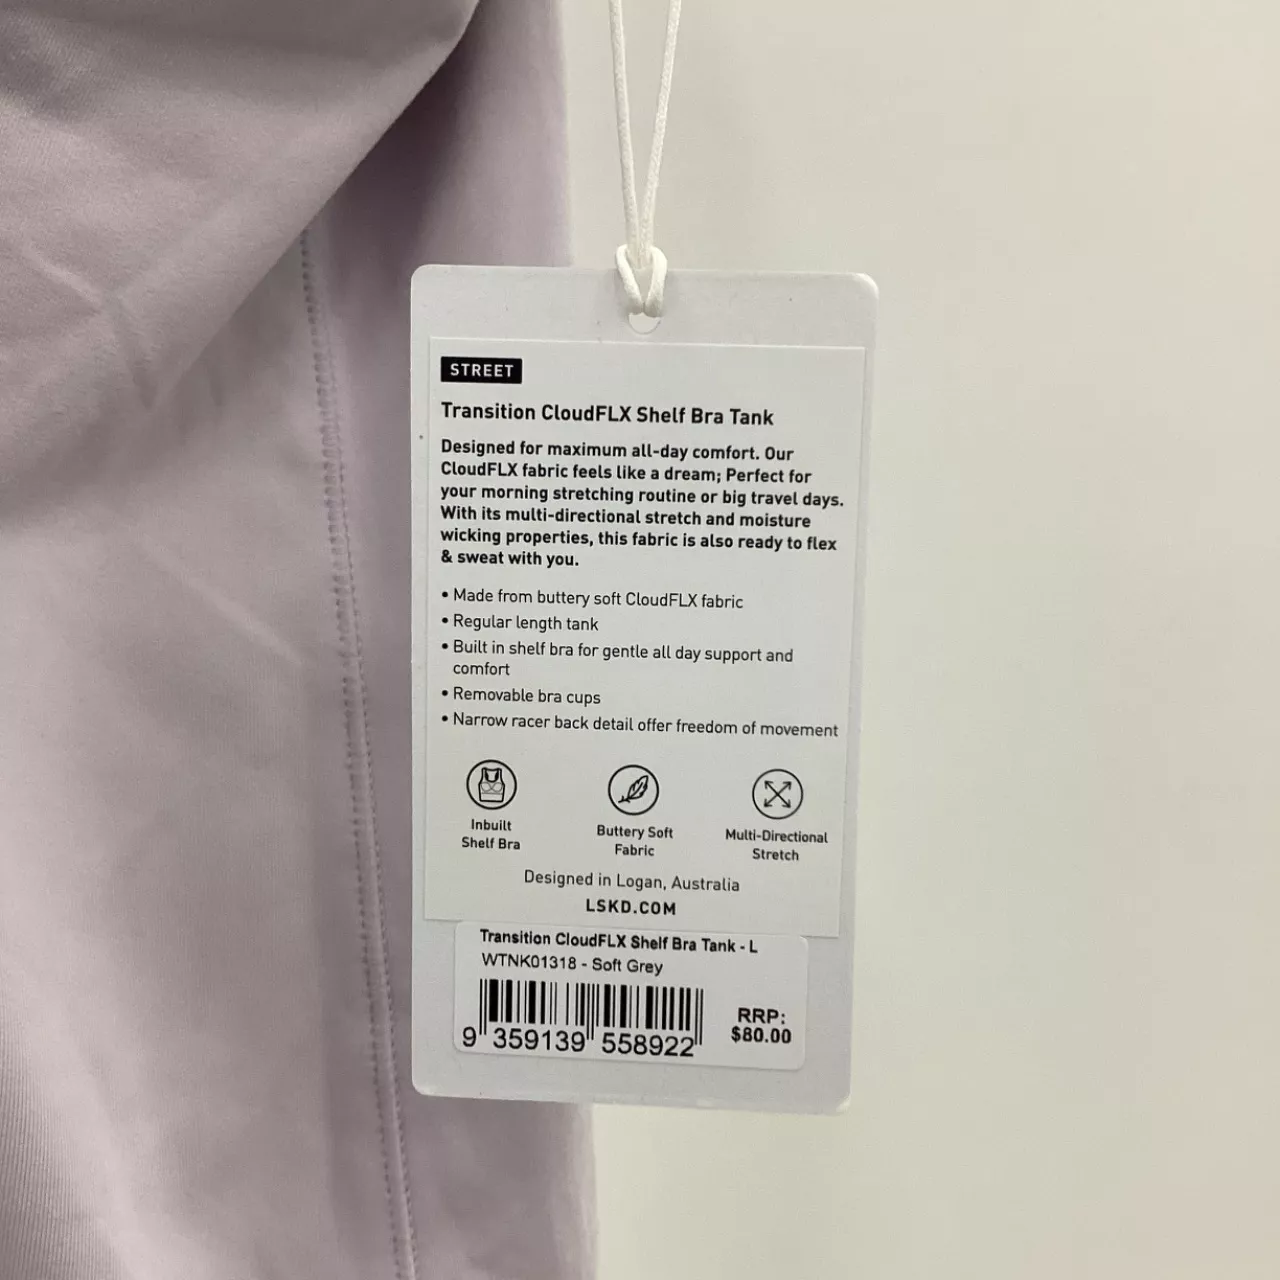 STREET
Transition CloudFLX Shelf Bra Tank
Designed for maximum all-day comfort. Our
CloudFLX fabric feels like a dream; Perfect for
your morning stretching routine or big travel days.
With its multi-directional stretch and moisture
wicking properties, this fabric is also ready to flex
& sweat with you.
• Made from buttery soft CloudFLX fabric
• Regular length tank
• Built in shelf bra for gentle all day support and
comfort
• Removable bra cups
• Narrow racer back detail offer freedom of movement
Inbuilt
Shelf Bra
Buttery Soft
Fabric
Multi-Directional
Stretch
Designed in Logan, Australia
LSKD.COM
Transition CloudFLX Shelf Bra Tank - L
WTNK01318 - Soft Grey
RRP:
$80.00
9 359139 558922